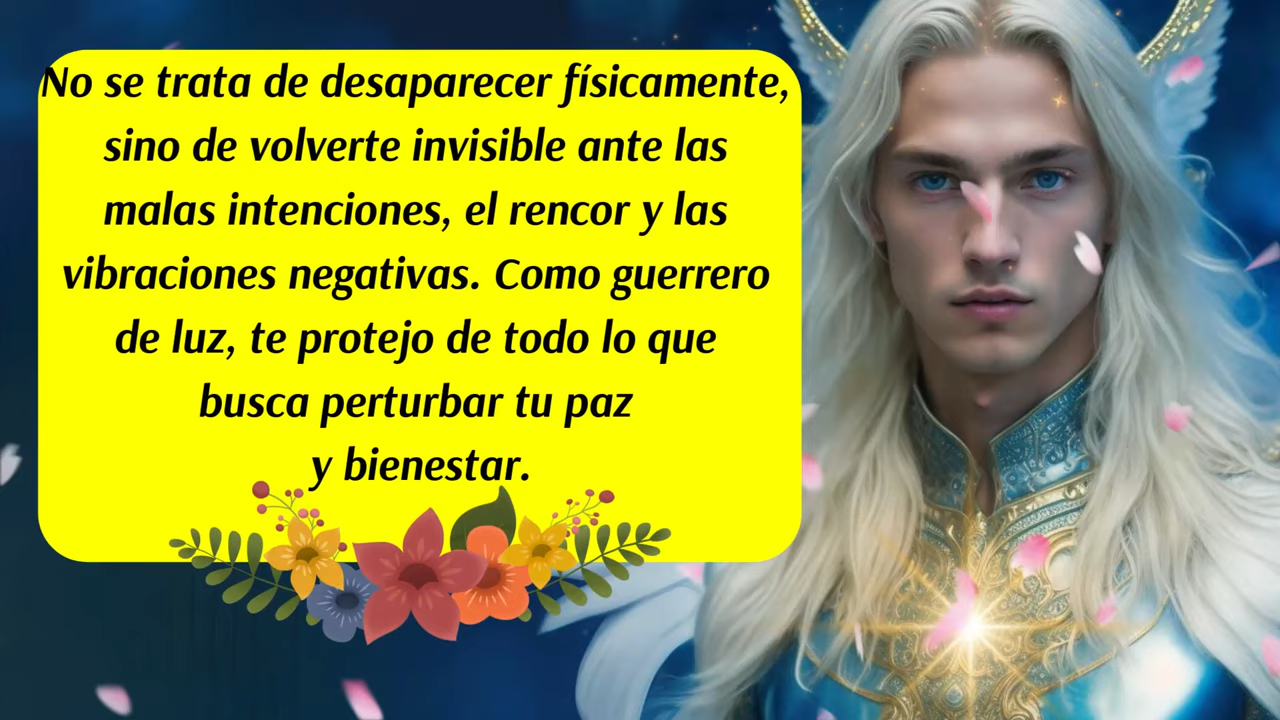 No se trata de desaparecer físicamente,
sino de volverte invisible ante las
malas intenciones, el rencor y las
vibraciones negativas. Como guerrero
de luz, te protejo de todo lo que
busca perturbar tu paz
y bienestar.